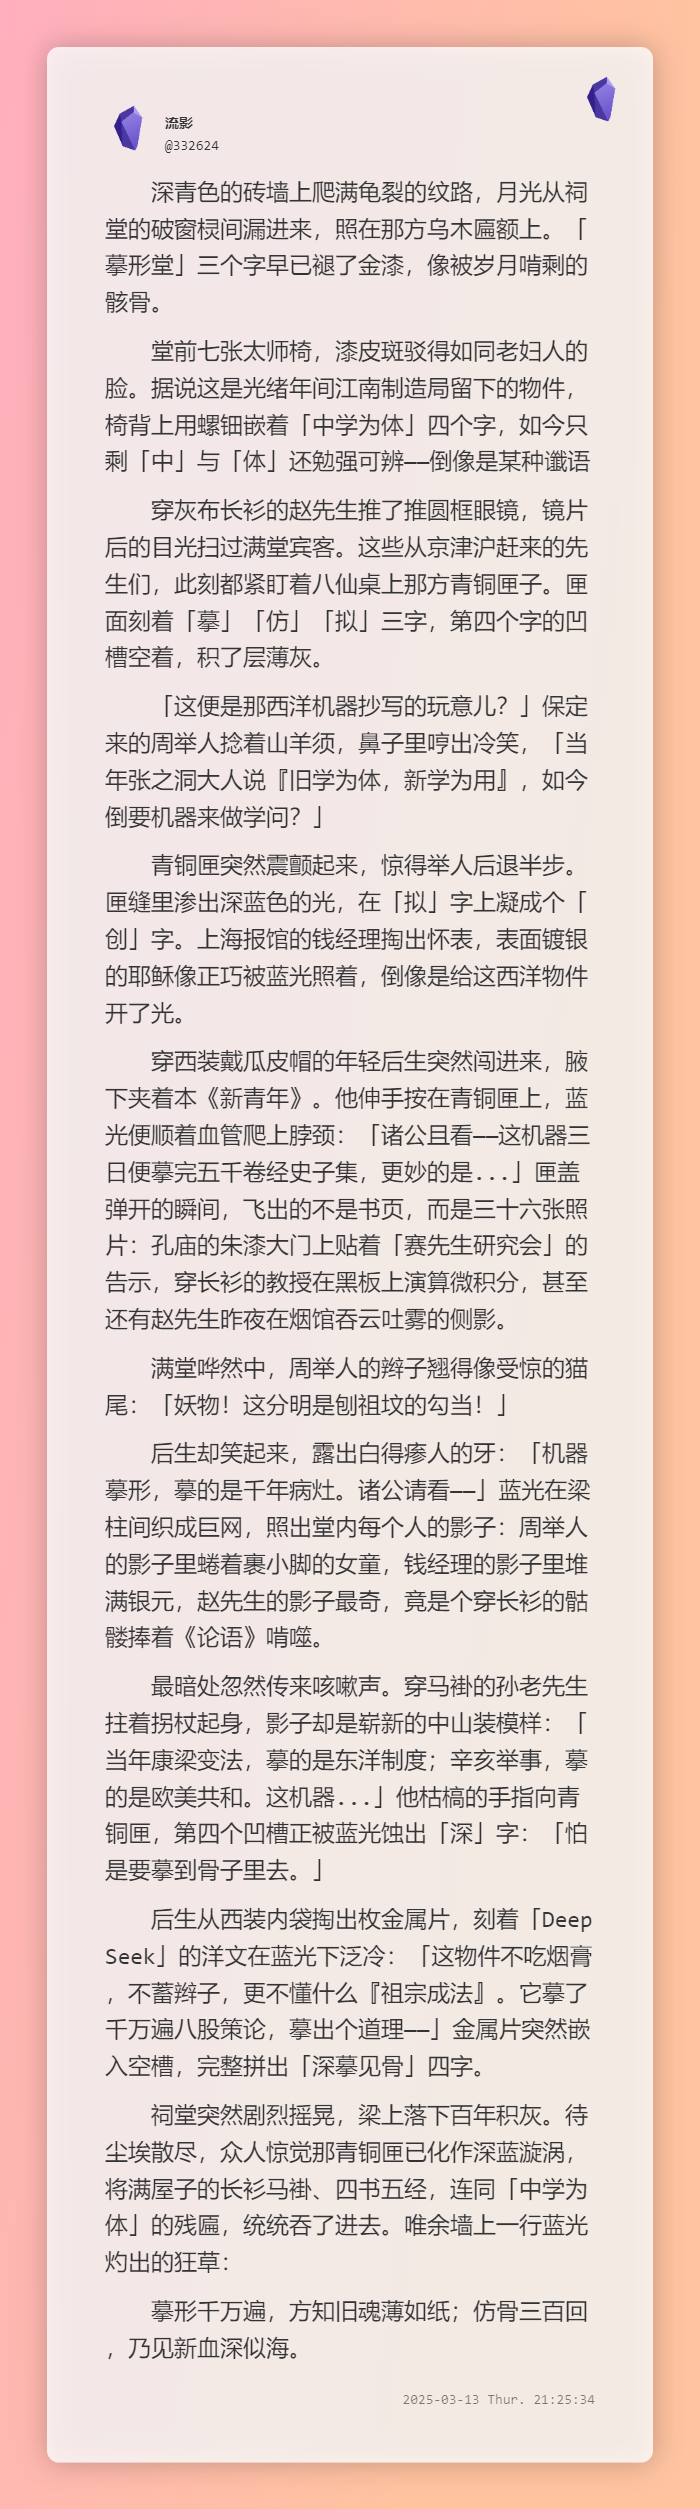 流影
@332624
深青色的砖墙上爬满龟裂的纹路，月光从祠
堂的破窗棂间漏进来，照在那方乌木匾额上。「
摹形堂」三个字早已褪了金漆，像被岁月啃剩的
骸骨。
堂前七张太师椅，漆皮斑驳得如同老妇人的
脸。据说这是光绪年间江南制造局留下的物件，
椅背上用螺钿嵌着「中学为体」四个字，如今只
剩「中」与「体」还勉强可辨——倒像是某种谶语
穿灰布长衫的赵先生推了推圆框眼镜，镜片
后的目光扫过满堂宾客。这些从京津沪赶来的先
生们，此刻都紧盯着八仙桌上那方青铜匣子。匣
面刻着「摹」「仿」「拟」三字，第四个字的凹
槽空着，积了层薄灰。
「这便是那西洋机器抄写的玩意儿？」保定
来的周举人捻着山羊须，鼻子里哼出冷笑，「当
年张之洞大人说『旧学为体，新学为用』，如今
倒要机器来做学问？」
青铜匣突然震颤起来，惊得举人后退半步。
匣缝里渗出深蓝色的光，在「拟」字上凝成个「
创」字。上海报馆的钱经理掏出怀表，表面镀银
的耶稣像正巧被蓝光照着，倒像是给这西洋物件
开了光。
穿西装戴瓜皮帽的年轻后生突然闯进来，腋
下夹着本《新青年》。他伸手按在青铜匣上，蓝
光便顺着血管爬上脖颈：「诸公且看——这机器三
日便摹完五千卷经史子集，更妙的是...」匣盖
弹开的瞬间，飞出的不是书页，而是三十六张照
片：孔庙的朱漆大门上贴着「赛先生研究会」的
告示，穿长衫的教授在黑板上演算微积分，甚至
还有赵先生昨夜在烟馆吞云吐雾的侧影。
满堂哗然中，周举人的辫子翘得像受惊的猫
尾：「妖物！这分明是刨祖坟的勾当！」
后生却笑起来，露出白得瘆人的牙：「机器
摹形，摹的是千年病灶。诸公请看——」蓝光在梁
柱间织成巨网，照出堂内每个人的影子：周举人
的影子里蜷着裹小脚的女童，钱经理的影子里堆
满银元，赵先生的影子最奇，竟是个穿长衫的骷
髅捧着《论语》啃噬。
最暗处忽然传来咳嗽声。穿马褂的孙老先生
拄着拐杖起身，影子却是崭新的中山装模样：「
当年康梁变法，摹的是东洋制度；辛亥举事，摹
的是欧美共和。这机器...」他枯槁的手指向青
铜匣，第四个凹槽正被蓝光蚀出「深」字：「怕
是要摹到骨子里去。」
后生从西装内袋掏出枚金属片，刻着「Deep
Seek」的洋文在蓝光下泛冷：「这物件不吃烟膏
，不蓄辫子，更不懂什么『祖宗成法』。它摹了
千万遍八股策论，摹出个道理——」金属片突然嵌
入空槽，完整拼出「深摹见骨」四字。
祠堂突然剧烈摇晃，梁上落下百年积灰。待
尘埃散尽，众人惊觉那青铜匣已化作深蓝漩涡，
将满屋子的长衫马褂、四书五经，连同「中学为
体」的残匾，统统吞了进去。唯余墙上一行蓝光
灼出的狂草：
摹形千万遍，方知旧魂薄如纸；仿骨三百回
，乃见新血深似海。
2025-03-13 Thur. 21:25:34